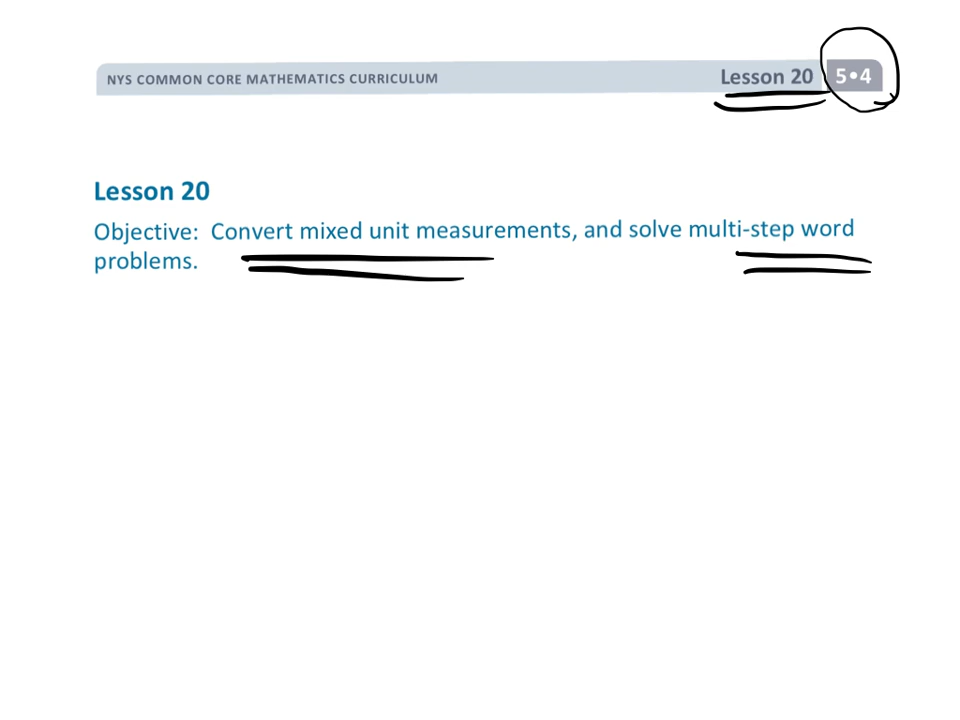 NYS COMMON CORE MATHEMATICS CURRICULUM Lesson 20 5•4
Lesson 20
Objective: Convert mixed unit measurements, and solve multi-step word
problems.